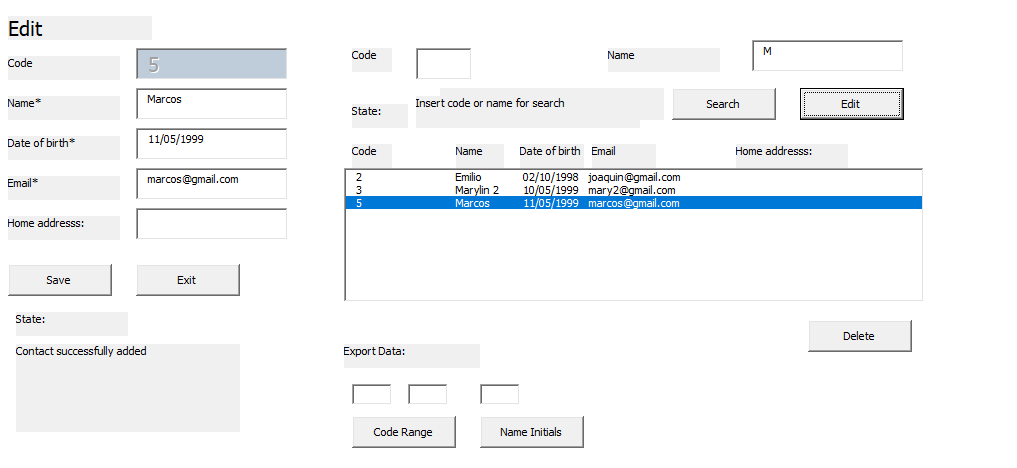 Edit
Code 5
Name* Marcos
Date of birth* 11/05/1999
Email* marcos@gmail.com
Home addresss:
Save Exit
State:
Contact successfully added
Code Name M
State: Insert code or name for search Search Edit
Code Name Date of birth Email Home addresss:
2 Emilio 02/10/1998 joaquin@gmail.com
3 Marylin 2 10/05/1999 mary2@gmail.com
5 Marcos 11/05/1999 marcos@gmail.com
Delete
Export Data:
Code Range Name Initials